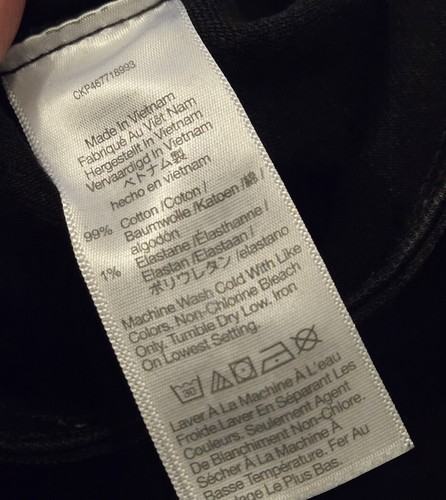 CKP457718993
Made In Vietnam
Fabriqué Au Viêt Nam
Hergestellt In Vietnam
Vervaardigd In Vietnam
ベトナム製
hecho en vietnam
99% Cotton /Coton /
Baumwolle /Katoen /綿 /
algodón
1% Elastane /Elasthanne /
Elastan /Elastaan /
ポリウレタン /elastano
Machine Wash Cold With Like
Colors. Non-Chlorine Bleach
Only. Tumble Dry Low. Iron
On Lowest Setting.
30
Laver À La Machine À L'eau
Froide.Laver En Séparant Les
Couleurs. Seulement Agent
De Blanchiment Non-Chlore.
Sécher À La Machine À
Basse Température. Fer Au
Plus Bas.